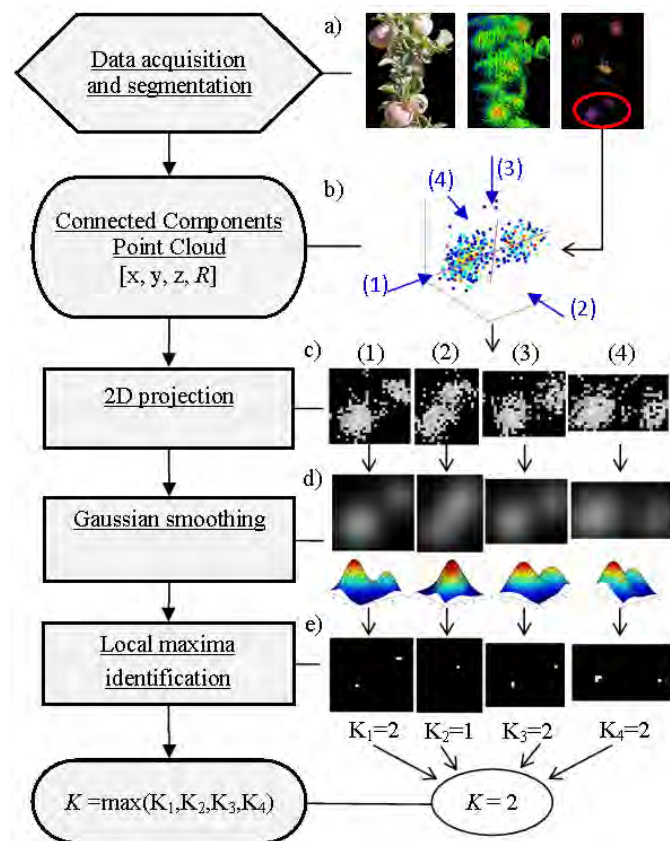 a)
Data acquisition
and segmentation
b)
(3)
(4)
Connected Components
Point Cloud
[x, y, z, R]
(1)
(2)
c)
(1) (2) (3) (4)
2D projection
d)
Gaussian smoothing
e)
Local maxima
identification
K1=2 K2=1 K3=2 K4=2
K =max(K1,K2,K3,K4)
K = 2